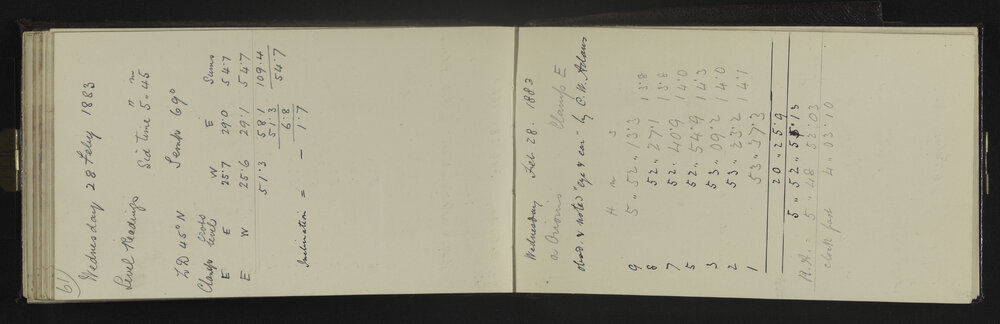 61
Wednesday 28 Feby 1883
Level Readings Sid time 5 " 45 m
ZD 45° N Temp 69°
Clamp Cross level W E Sums
E E 25.7 29.0 54.7
E W 25.6 29.1 54.7
51.3 58.1 109.4
51.3 54.7
6.8
Inclination = - 1.7
Wednesday Feb 28. 1883
α Orionis Clamp E
obsd. & noted "eye & ear" by C. W. Adams
H m s
9 5 " 52 " 13.3 13.8
8 52 " 27.1 13.8
7 52 " 40.9 14.0
5 52 " 54.9 14.3
3 53 " 09.2 14.0
2 53 " 23.2 14.1
1 53 " 37.3
20 " 25.9
5 " 52 "
R.A. - 5 " 48 52.03
clock fast 4 " 03.10